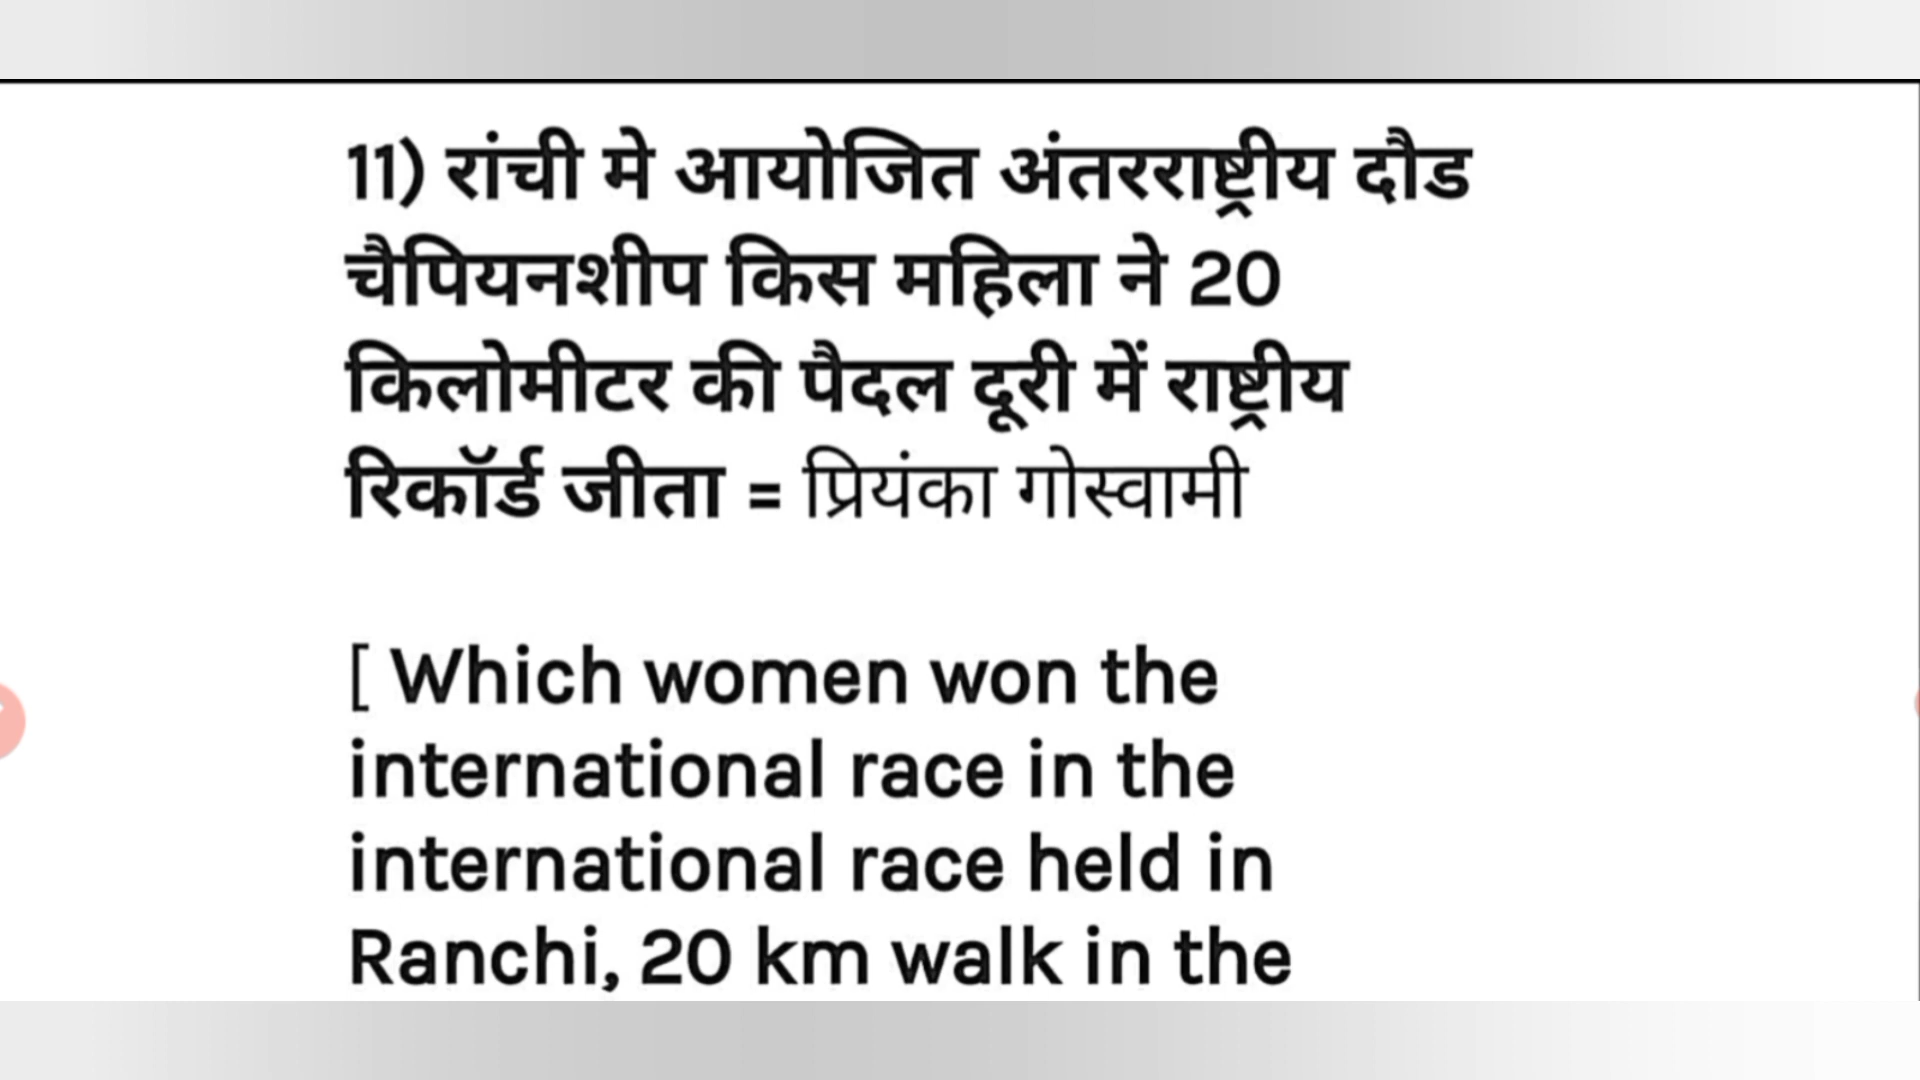 11) रांची मे आयोजित अंतरराष्ट्रीय दौड
चैपियनशीप किस महिला ने 20
किलोमीटर की पैदल दूरी में राष्ट्रीय
रिकॉर्ड जीता = प्रियंका गोस्वामी
[ Which women won the
international race in the
international race held in
Ranchi, 20 km walk in the